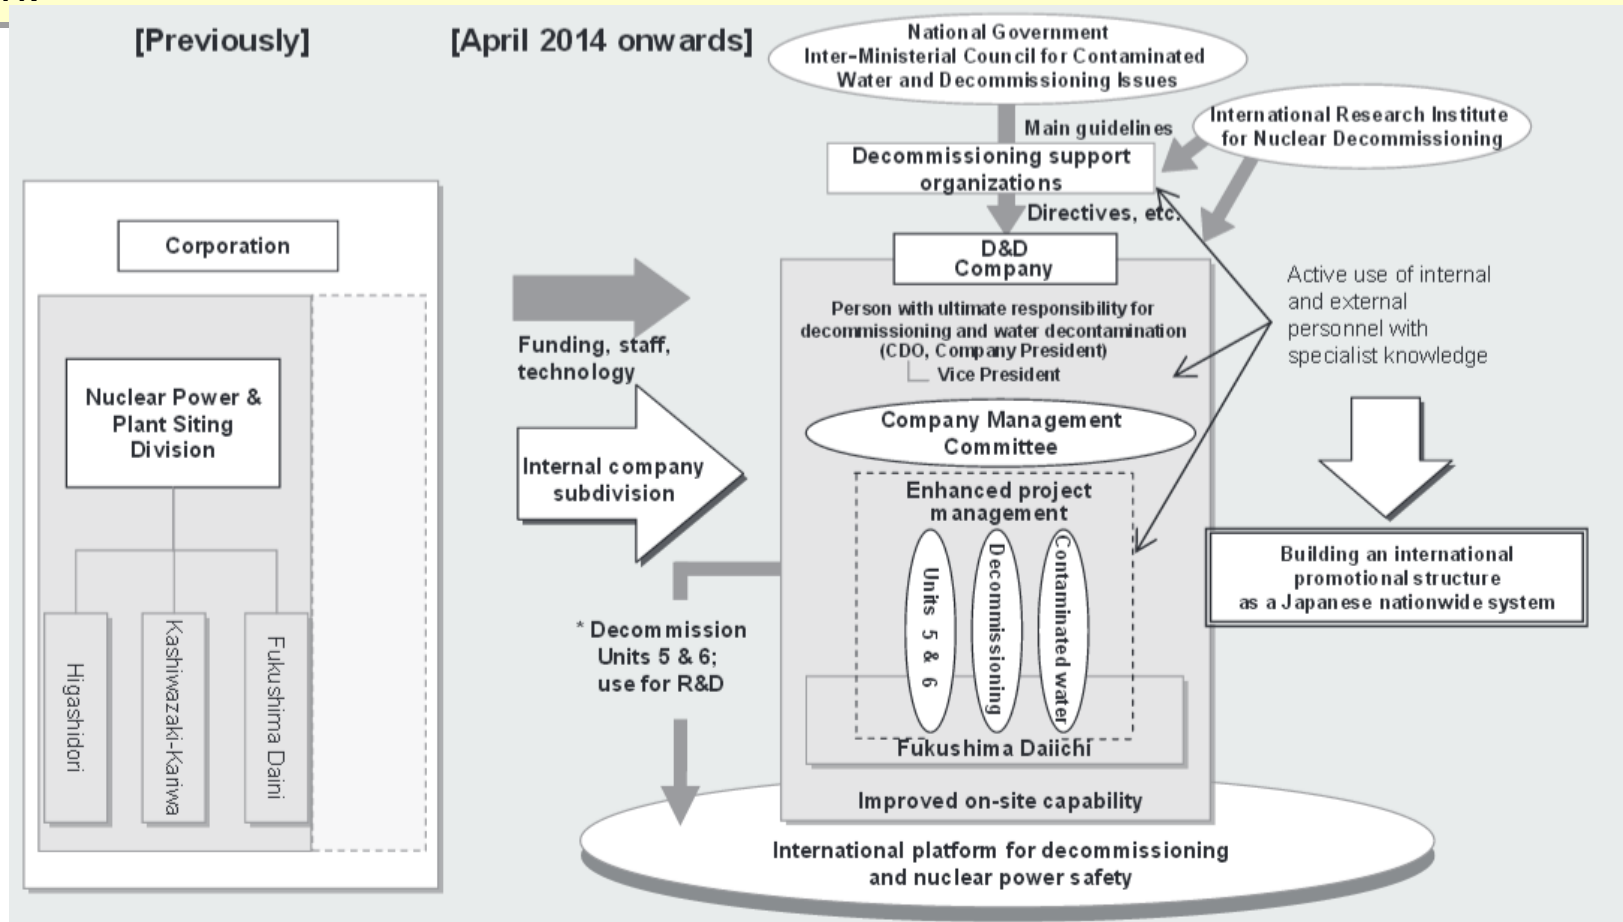 [Previously]
[April 2014 onwards]
National Government
Inter-Ministerial Council for Contaminated
Water and Decommissioning Issues
International Research Institute
for Nuclear Decommissioning
Main guidelines
Decommissioning support
organizations
Directives, etc.
Corporation
Nuclear Power &
Plant Siting
Division
Higashidori
Kashiwazaki-Kariwa
Fukushima Daini
Funding, staff,
technology
Internal company
subdivision
* Decommission
Units 5 & 6;
use for R&D
D&D
Company
Person with ultimate responsibility for
decommissioning and water decontamination
(CDO, Company President)
Vice President
Company Management
Committee
Enhanced project
management
Units 5 & 6
Decommissioning
Contaminated water
Fukushima Daiichi
Improved on-site capability
International platform for decommissioning
and nuclear power safety
Active use of internal
and external
personnel with
specialist knowledge
Building an international
promotional structure
as a Japanese nationwide system